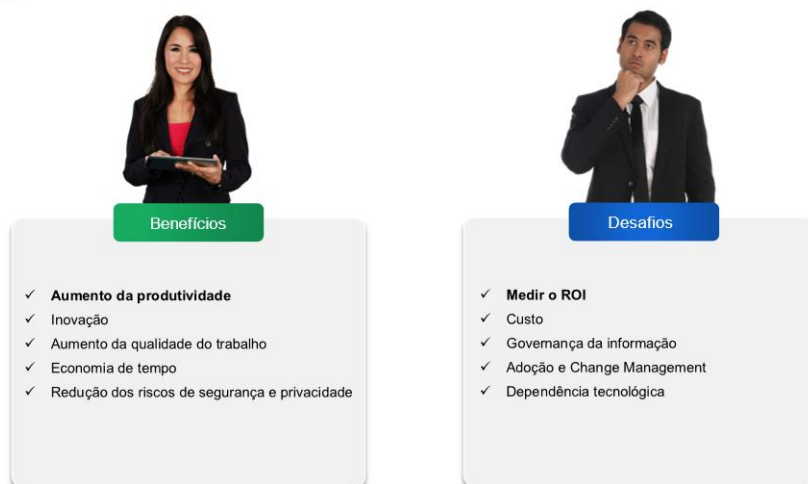 Benefícios
Aumento da produtividade
Inovação
Aumento da qualidade do trabalho
Economia de tempo
Redução dos riscos de segurança e privacidade
Desafios
Medir o ROI
Custo
Governança da informação
Adoção e Change Management
Dependência tecnológica